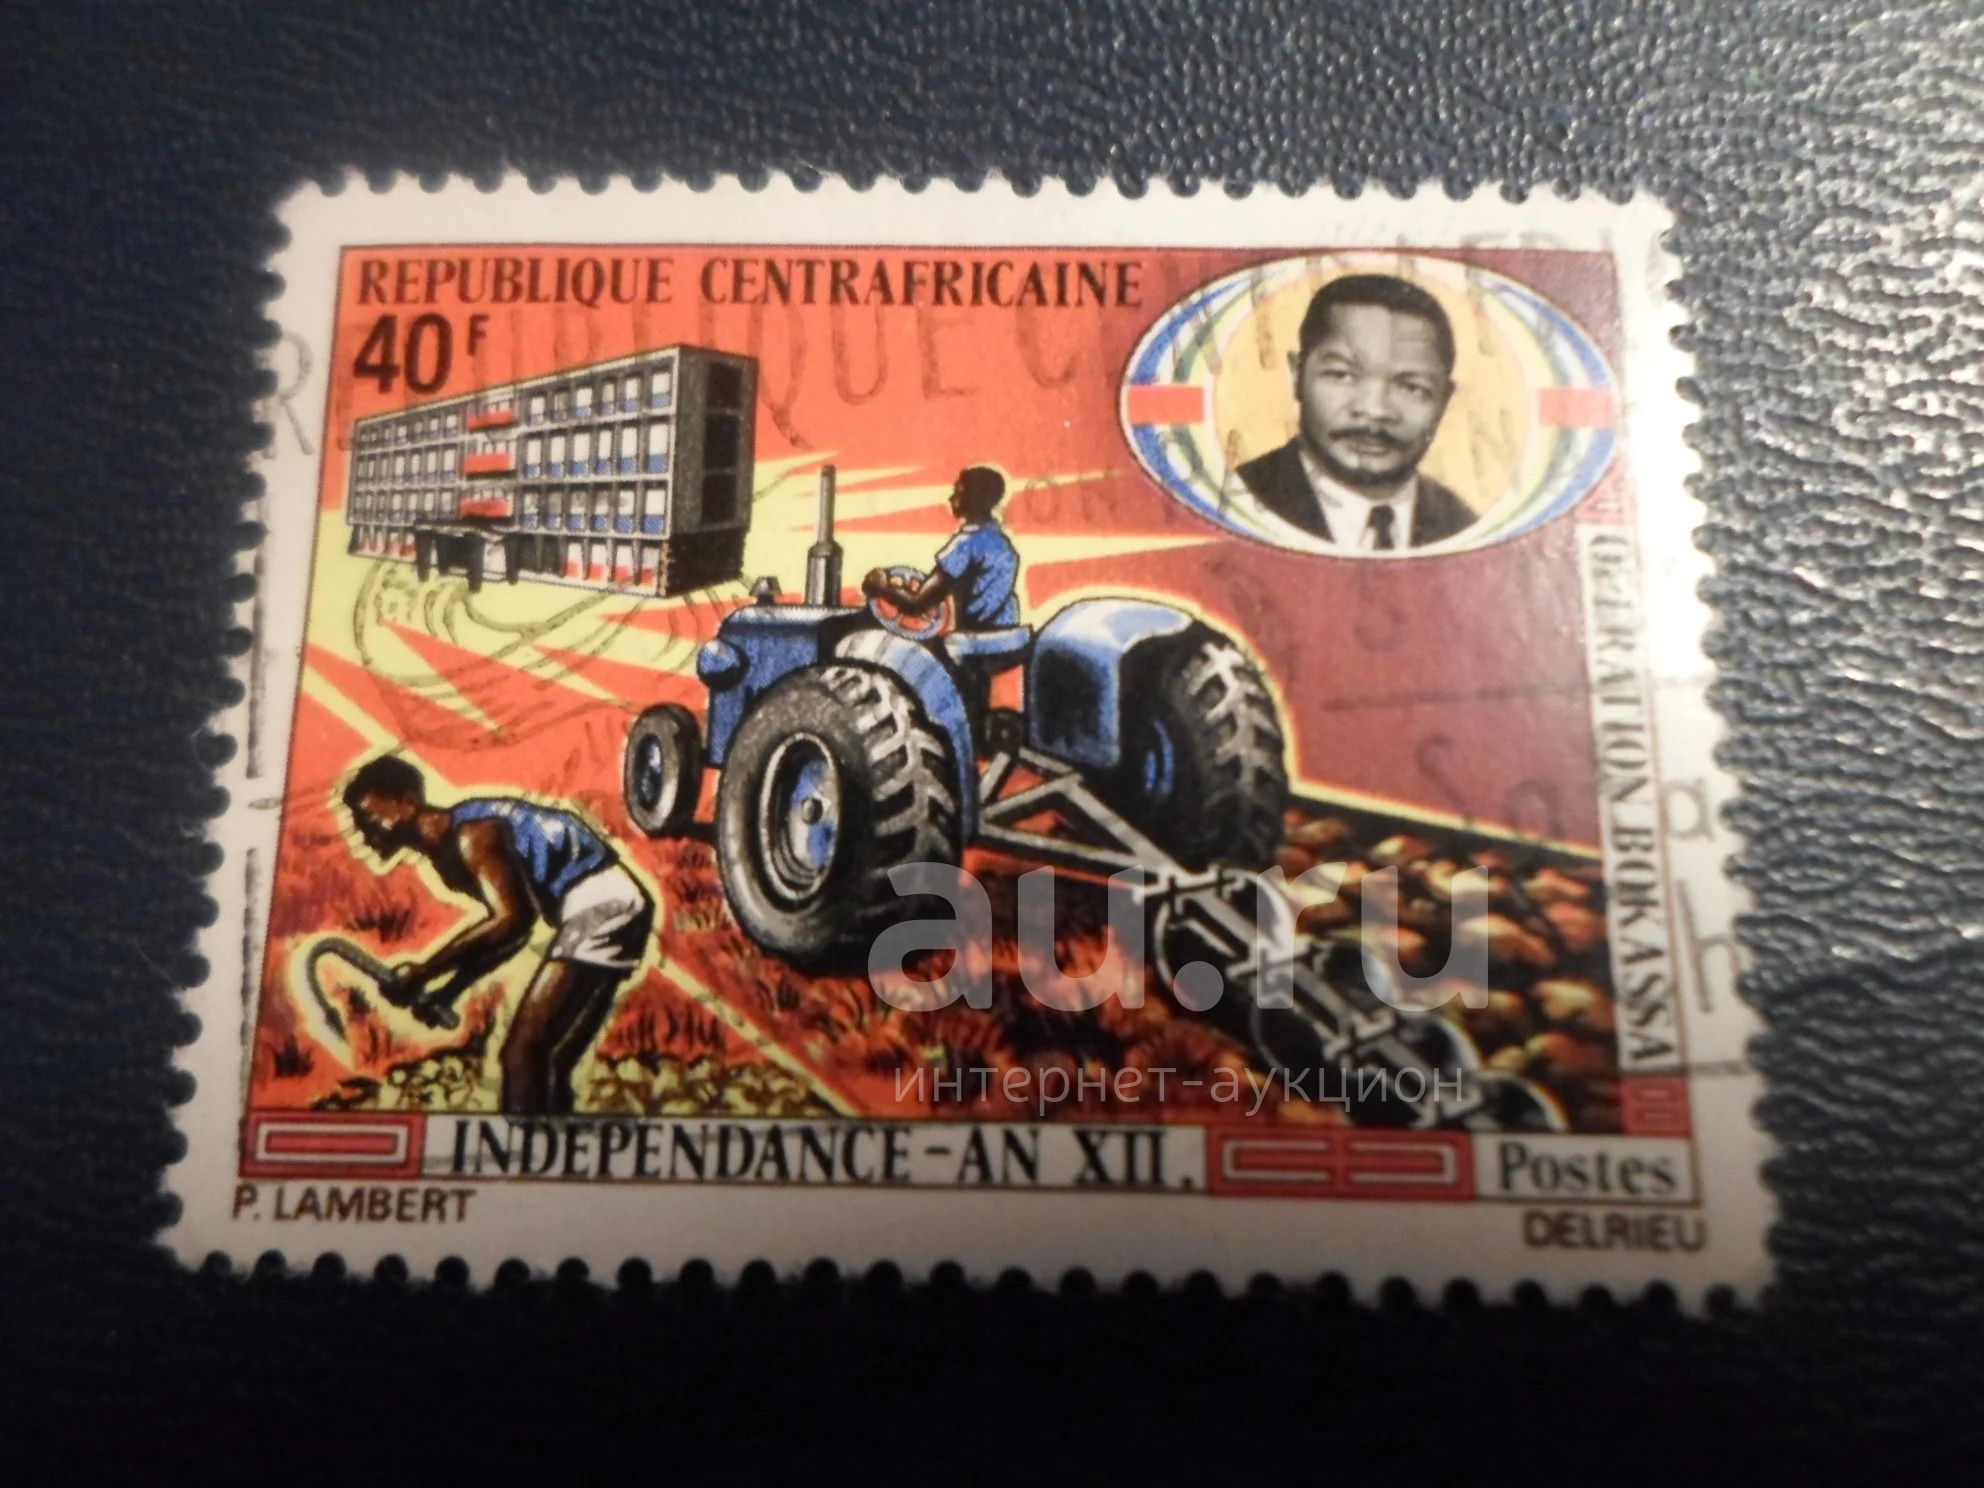 REPUBLIQUE CENTRAFRICAINE
40F
OPERATION BOKASSA
au.ru
интернет-аукцион
INDEPENDANCE - AN XII.
Postes
P. LAMBERT
DELRIEU